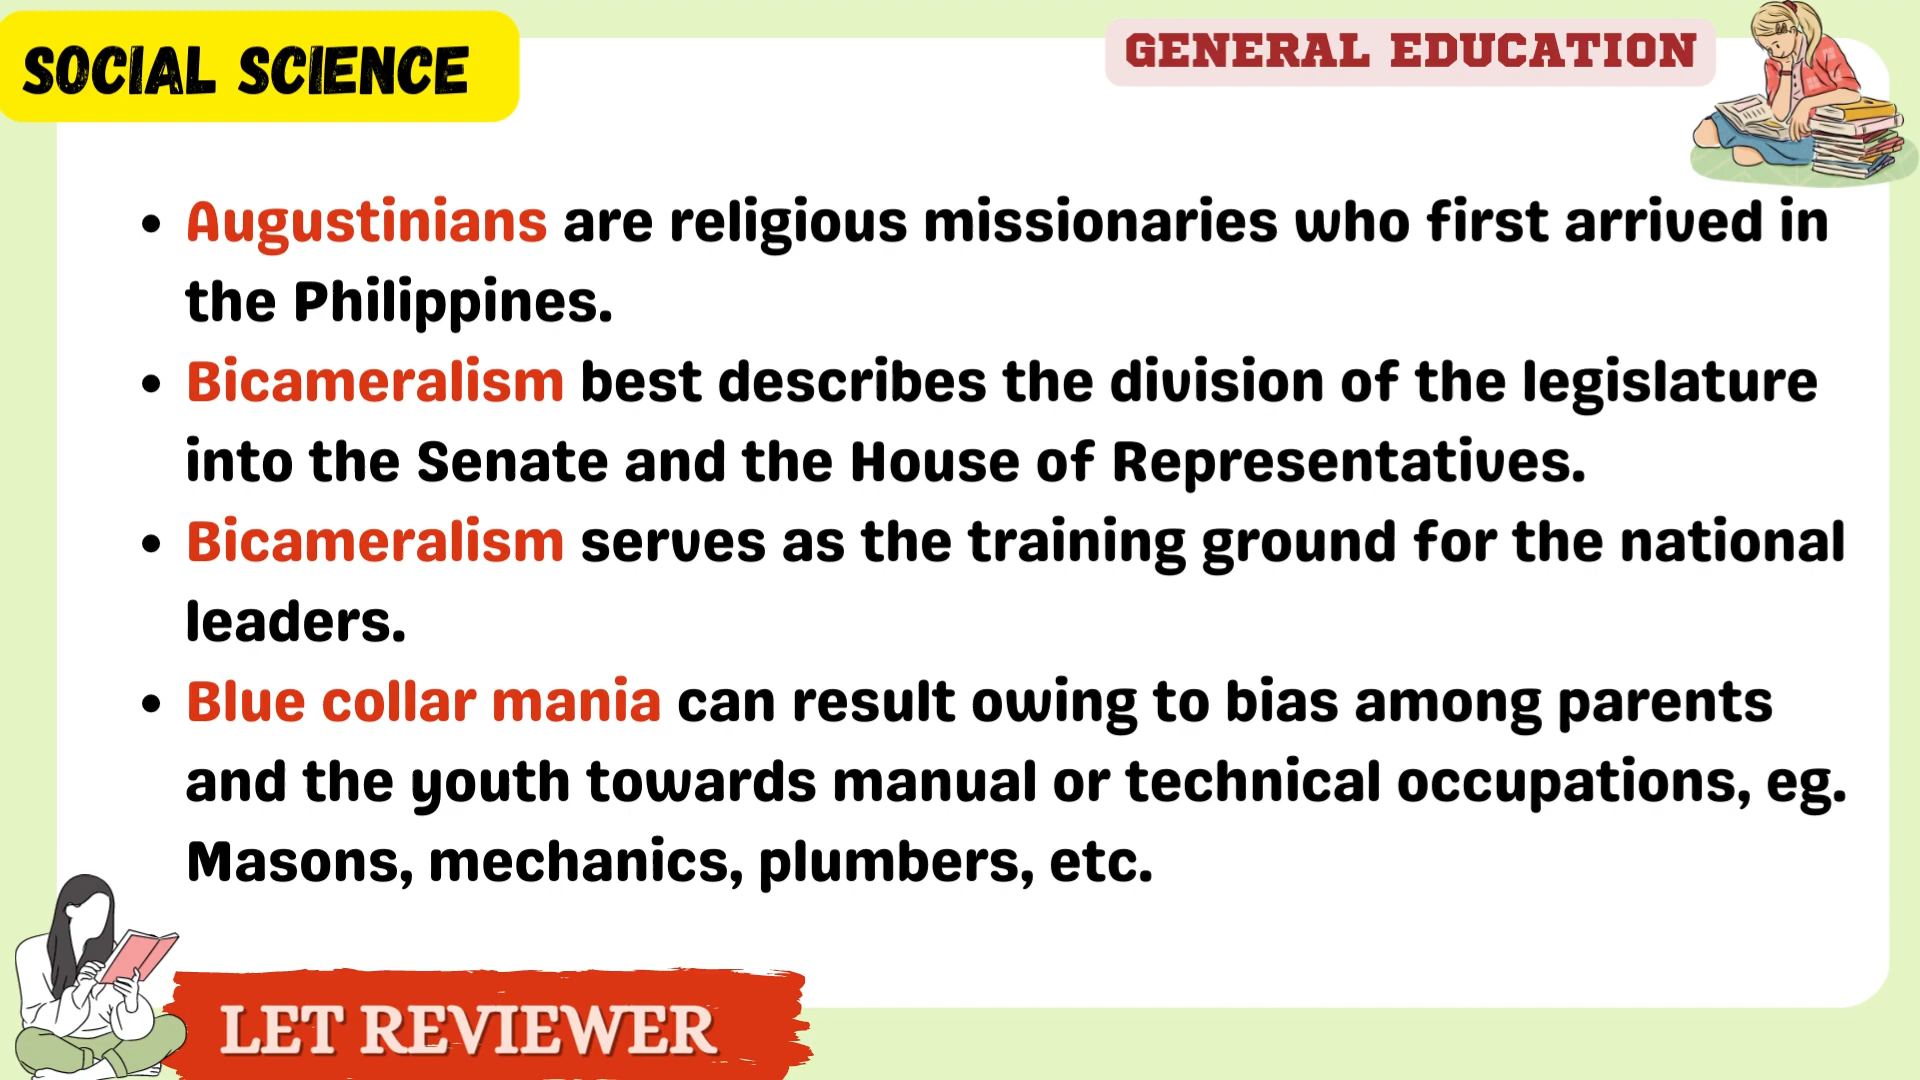 SOCIAL SCIENCE
GENERAL EDUCATION
• Augustinians are religious missionaries who first arrived in
the Philippines.
• Bicameralism best describes the division of the legislature
into the Senate and the House of Representatives.
• Bicameralism serves as the training ground for the national
leaders.
• Blue collar mania can result owing to bias among parents
and the youth towards manual or technical occupations, eg.
Masons, mechanics, plumbers, etc.
LET REVIEWER